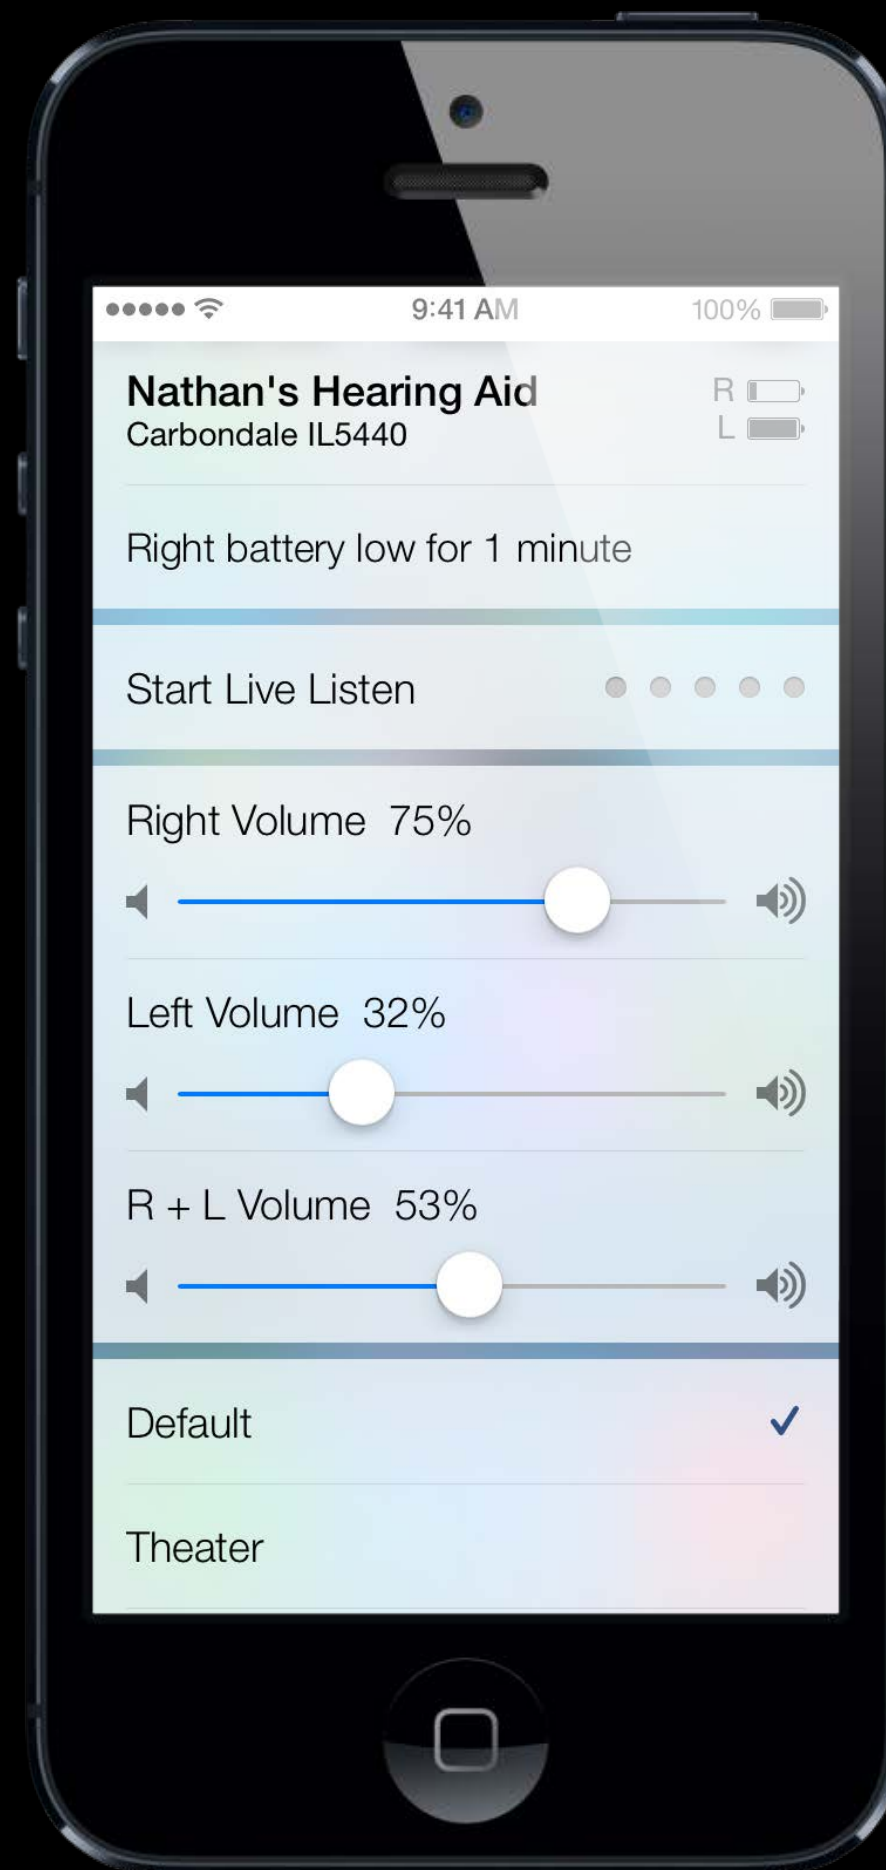 9:41 AM 100%
Nathan's Hearing Aid R
Carbondale IL5440 L
Right battery low for 1 minute
Start Live Listen
Right Volume 75%
Left Volume 32%
R + L Volume 53%
Default
Theater